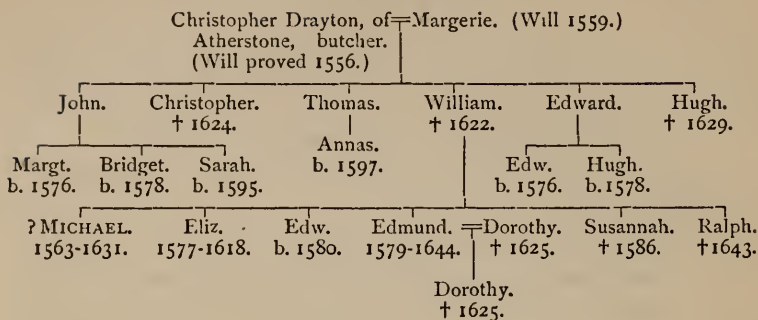 Christopher Drayton, of Margerie. (Will 1559.)
Atherstone, butcher.
(Will proved 1556.)
John. Christopher. Thomas. William. Edward. Hugh.
† 1624. † 1622. † 1629.
Annas.
b. 1597.
Margt. Bridget. Sarah. Edw. Hugh.
b. 1576. b. 1578. b. 1595. b. 1576. b. 1578.
? MICHAEL. Eliz. Edw. Edmund. Dorothy. Susannah. Ralph.
1563-1631. 1577-1618. b. 1580. 1579-1644. † 1625. † 1586. † 1643.
Dorothy.
† 1625.